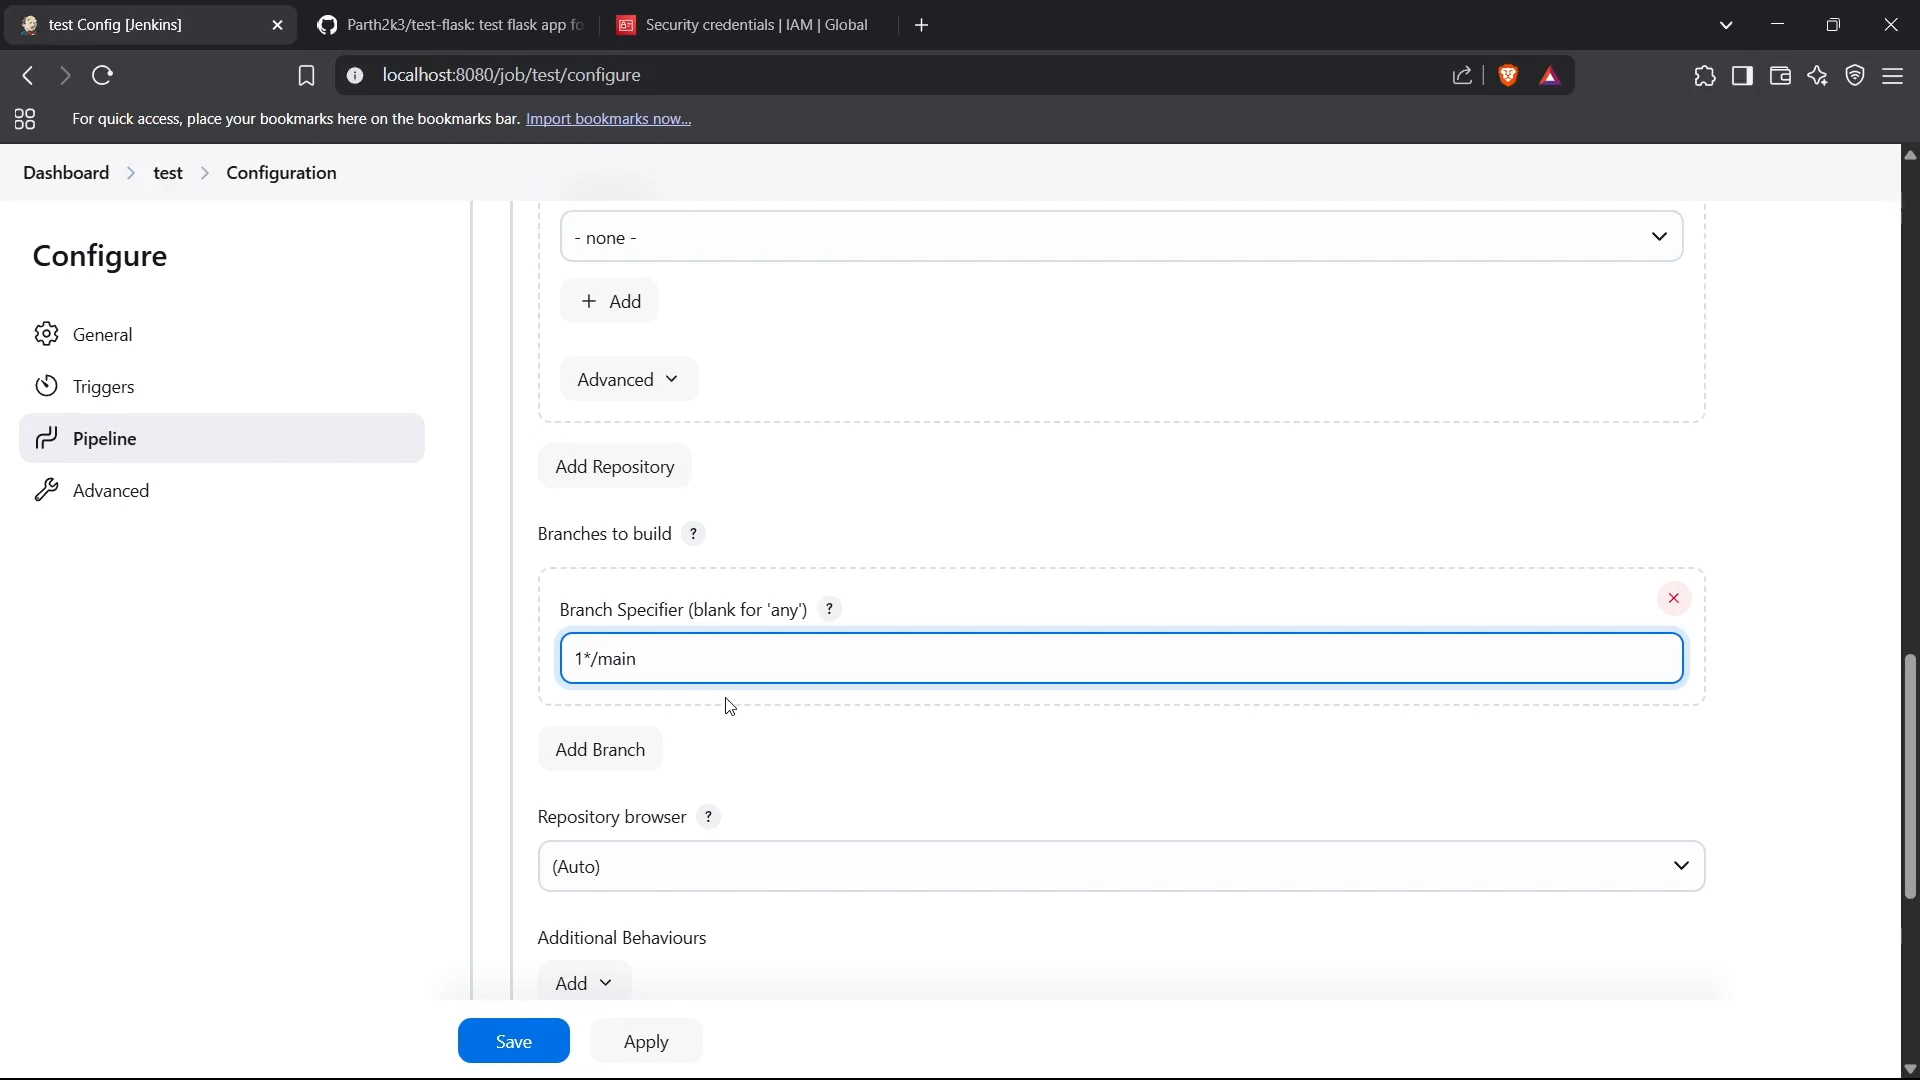 test Config [Jenkins]
Parth2k3/test-flask: test flask app fo
Security credentials | IAM | Global
localhost:8080/job/test/configure
For quick access, place your bookmarks here on the bookmarks bar. Import bookmarks now...
Dashboard > test > Configuration
Configure
General
Triggers
Pipeline
Advanced
- none -
+ Add
Advanced
Add Repository
Branches to build ?
Branch Specifier (blank for 'any') ?
1*/main
Add Branch
Repository browser ?
(Auto)
Additional Behaviours
Add
Save
Apply